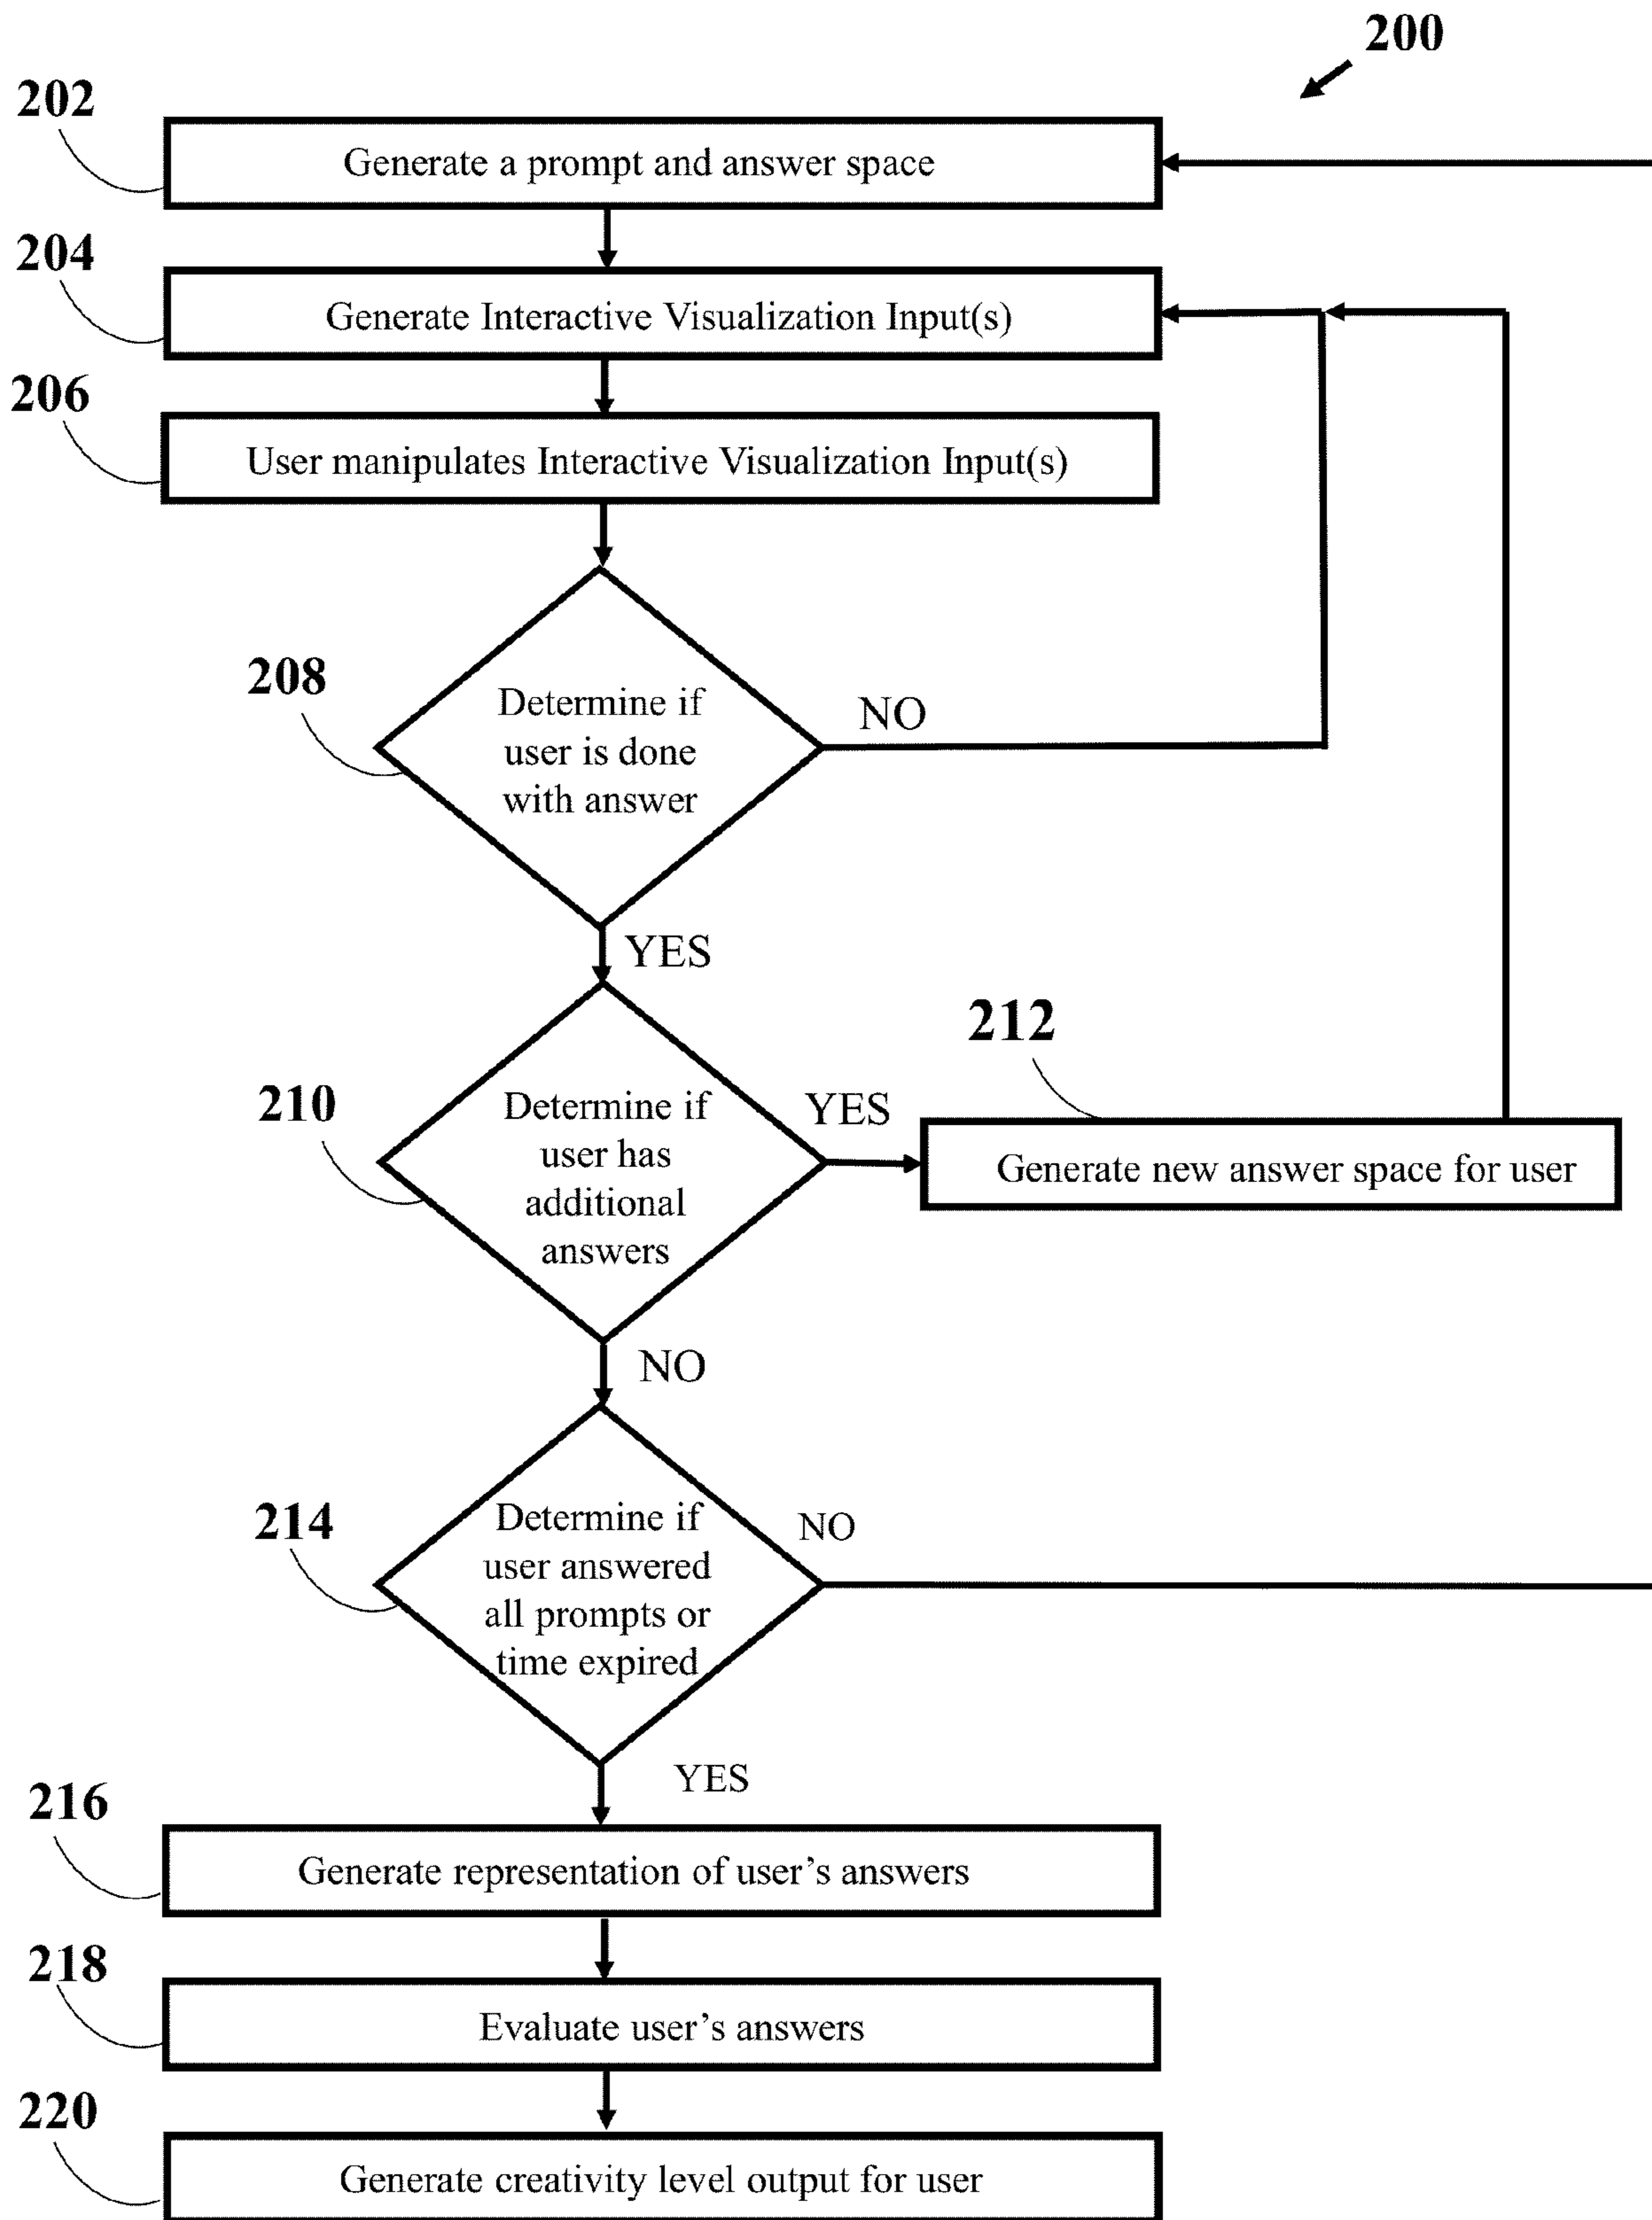 200
202
Generate a prompt and answer space
204
Generate Interactive Visualization Input(s)
206
User manipulates Interactive Visualization Input(s)
208
Determine if
user is done
with answer
NO
YES
212
210
Determine if
user has
additional
answers
YES
Generate new answer space for user
NO
214
Determine if
user answered
all prompts or
time expired
NO
YES
216
Generate representation of user’s answers
218
Evaluate user’s answers
220
Generate creativity level output for user